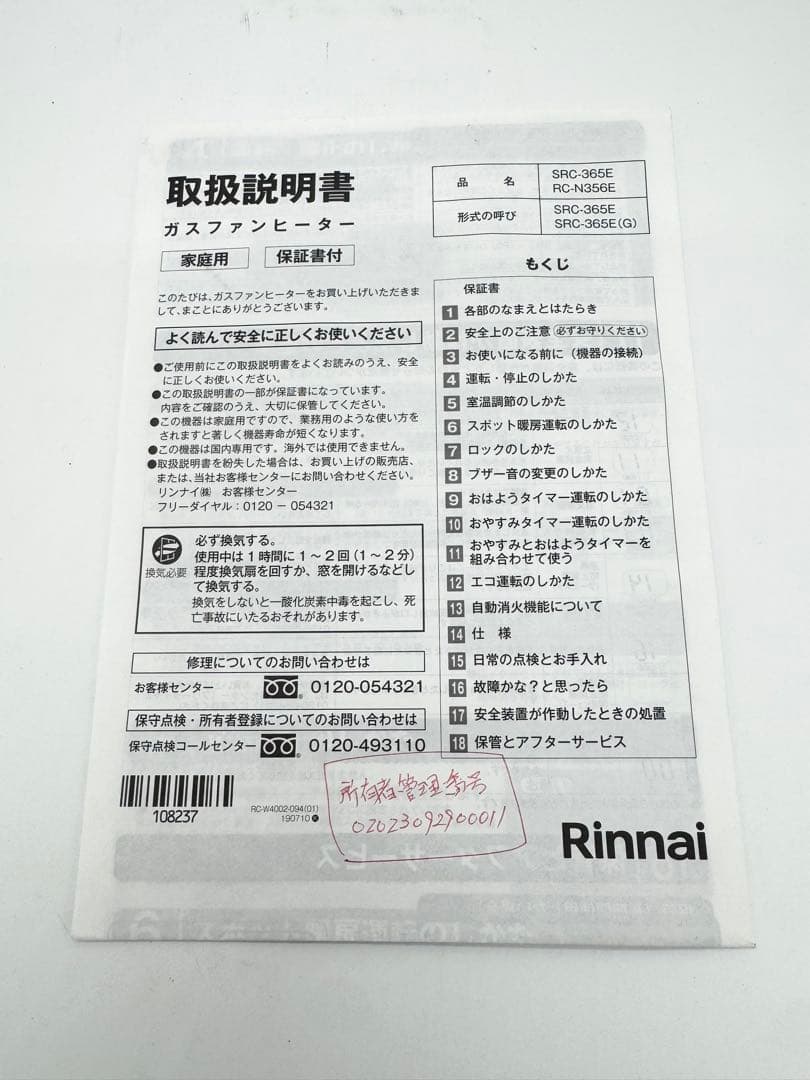 取扱説明書
ガスファンヒーター
家庭用 保証書付
このたびは、ガスファンヒーターをお買い上げいただきま
して、まことにありがとうございます。
よく読んで安全に正しくお使いください
●ご使用前にこの取扱説明書をよくお読みのうえ、安全
に正しくお使いください。
●この取扱説明書の一部が保証書になっています。
内容をご確認のうえ、大切に保管してください。
●この機器は家庭用ですので、業務用のような使い方を
されますと著しく機器寿命が短くなります。
●この機器は国内専用です。海外では使用できません。
●取扱説明書を紛失した場合は、お買い上げの販売店、
または、当社お客様センターにお問い合わせください。
リンナイ㈱ お客様センター
フリーダイヤル：0120 － 054321
換気必要
必ず換気する。
使用中は1時間に1～2回（1～2分）
程度換気扇を回すか、窓を開けるなどし
て換気する。
換気をしないと一酸化炭素中毒を起こし、死
亡事故にいたるおそれがあります。
修理についてのお問い合わせは
お客様センター 0120-054321
保守点検・所有者登録についてのお問い合わせは
保守点検コールセンター 0120-493110
108237
RC-W4002-094(01)
190710
品 名 SRC-365E
RC-N356E
形式の呼び SRC-365E
SRC-365E(G)
もくじ
保証書
1 各部のなまえとはたらき
2 安全上のご注意 必ずお守りください
3 お使いになる前に（機器の接続）
4 運転・停止のしかた
5 室温調節のしかた
6 スポット暖房運転のしかた
7 ロックのしかた
8 ブザー音の変更のしかた
9 おはようタイマー運転のしかた
10 おやすみタイマー運転のしかた
11 おやすみとおはようタイマーを
組み合わせて使う
12 エコ運転のしかた
13 自動消火機能について
14 仕 様
15 日常の点検とお手入れ
16 故障かな？と思ったら
17 安全装置が作動したときの処置
18 保管とアフターサービス
所有者管理番号
02023092900011
Rinnai